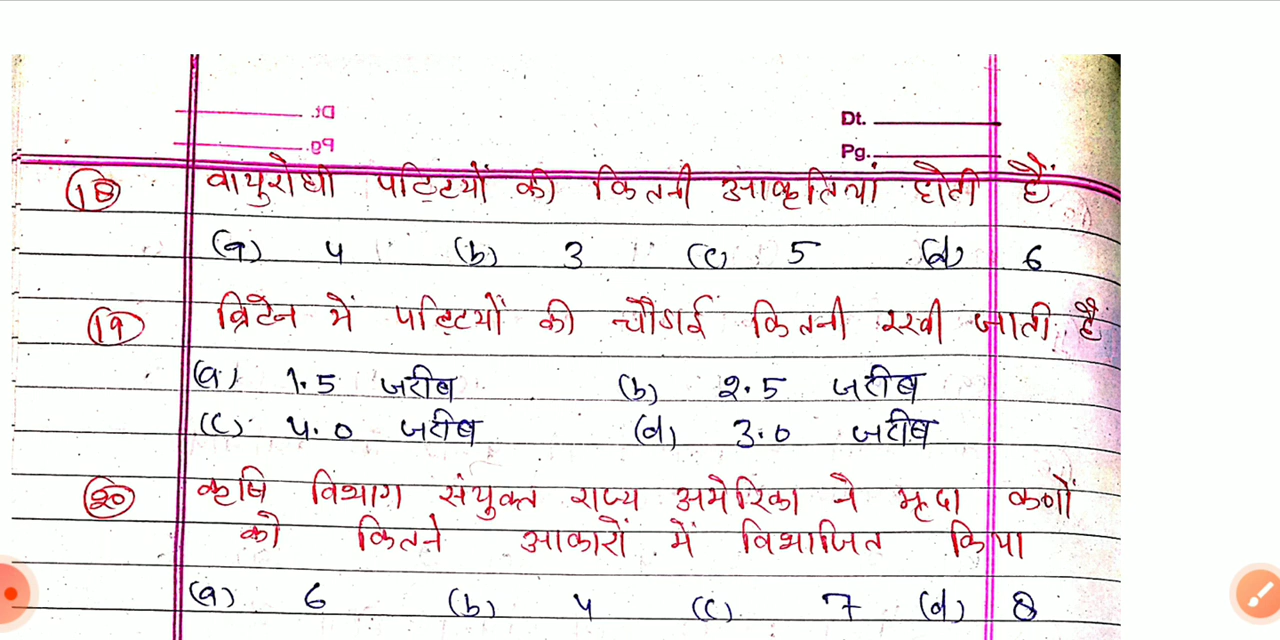 Dt.
Pg.
(18) वायुरोधी पट्टियों की कितनी आकृतियां होती हैं
(a) 4 (b) 3 (c) 5 (d) 6
(19) ब्रिटेन में पट्टियों की चौडाई कितनी रखी जाती है
(a) 1.5 जरीब (b) 2.5 जरीब
(c) 4.0 जरीब (d) 3.0 जरीब
(20) कृषि विभाग संयुक्त राज्य अमेरिका ने मृदा कणों
को कितने आकारों में विभाजित किया
(a) 6 (b) 4 (c) 7 (d) 8